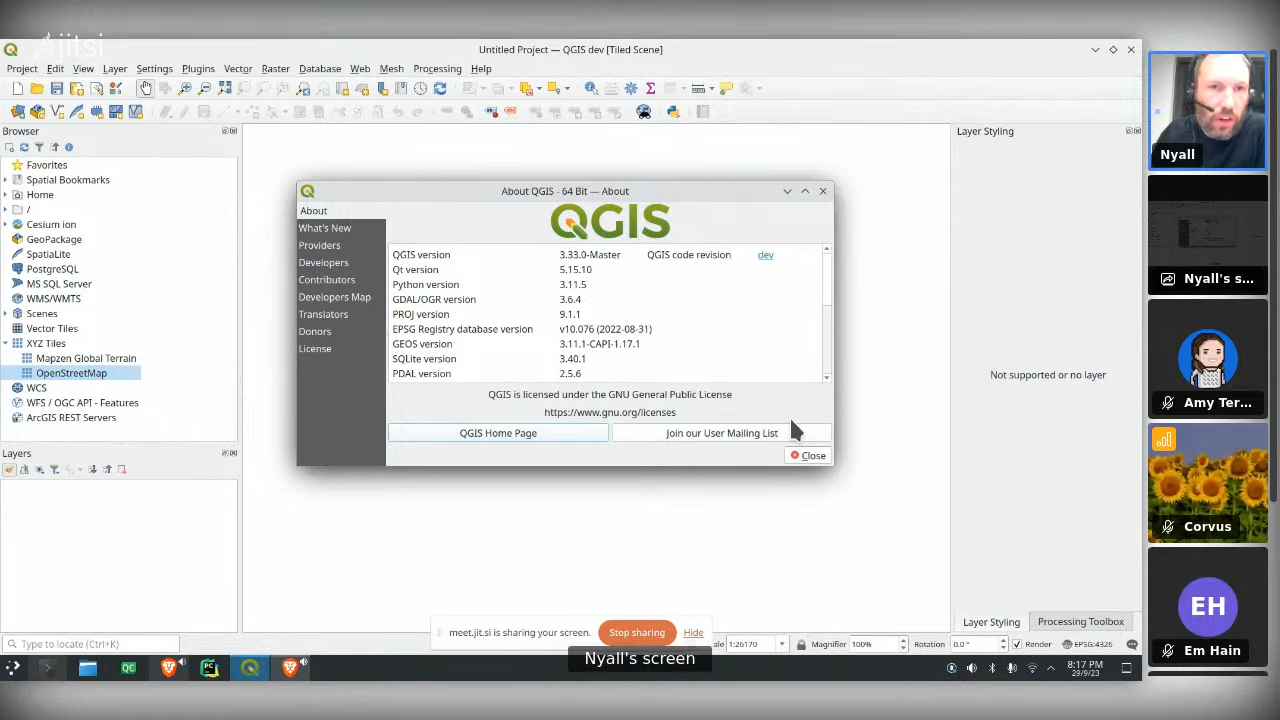 jitsi
Untitled Project — QGIS dev [Tiled Scene]
Project Edit View Layer Settings Plugins Vector Raster Database Web Mesh Processing Help
Browser
Layer Styling
Favorites
Spatial Bookmarks
Home
/
Cesium ion
GeoPackage
SpatiaLite
PostgreSQL
MS SQL Server
WMS/WMTS
Scenes
Vector Tiles
XYZ Tiles
Mapzen Global Terrain
OpenStreetMap
WCS
WFS / OGC API - Features
ArcGIS REST Servers
Layers
About QGIS - 64 Bit — About
About
What's New
Providers
Developers
Contributors
Developers Map
Translators
Donors
License
QGIS
QGIS version 3.33.0-Master QGIS code revision dev
Qt version 5.15.10
Python version 3.11.5
GDAL/OGR version 3.6.4
PROJ version 9.1.1
EPSG Registry database version v10.076 (2022-08-31)
GEOS version 3.11.1-CAPI-1.17.1
SQLite version 3.40.1
PDAL version 2.5.6
QGIS is licensed under the GNU General Public License
https://www.gnu.org/licenses
QGIS Home Page
Join our User Mailing List
Close
Not supported or no layer
Layer Styling Processing Toolbox
Type to locate (Ctrl+K)
meet.jit.si is sharing your screen. Stop sharing Hide
1:26170 Magnifier 100% Rotation 0.0 ° Render EPSG:4326
Nyall's screen
QC
8:17 PM
29/9/23
Nyall
Nyall's s...
Amy Ter...
Corvus
EH
Em Hain